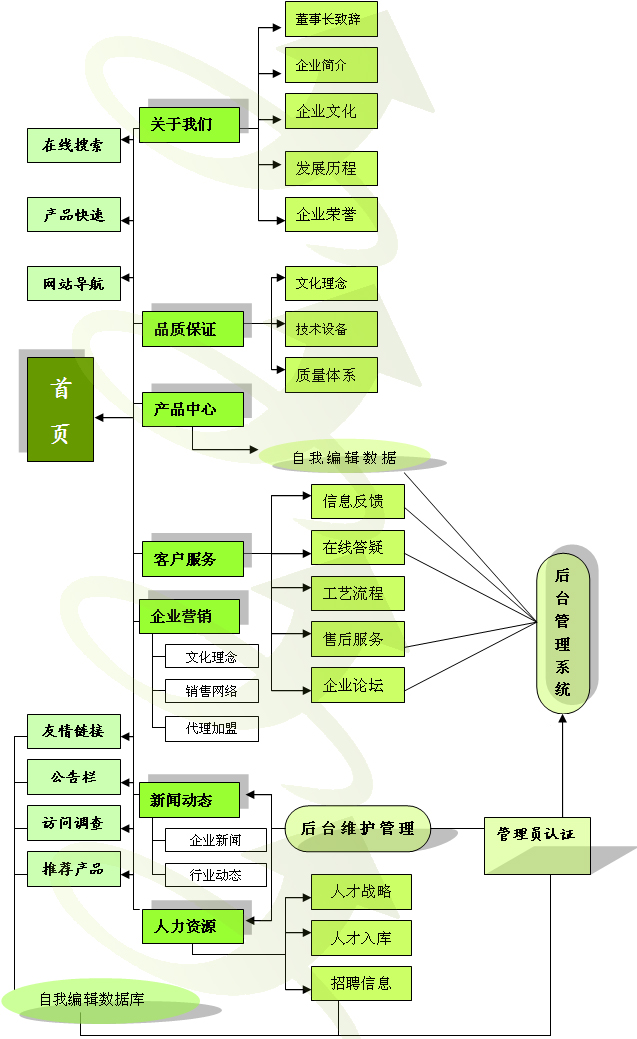 董事长致辞
企业简介
企业文化
关于我们
在线搜索
发展历程
产品快速
企业荣誉
网站导航
文化理念
品质保证
技术设备
质量体系
首
页
产品中心
自我编辑数据
信息反馈
在线答疑
客户服务
工艺流程
后
台
管
理
系
统
企业营销
售后服务
文化理念
企业论坛
销售网络
代理加盟
友情链接
公告栏
新闻动态
访问调查
后台维护管理
管理员认证
企业新闻
推荐产品
行业动态
人才战略
人力资源
人才入库
招聘信息
自我编辑数据库